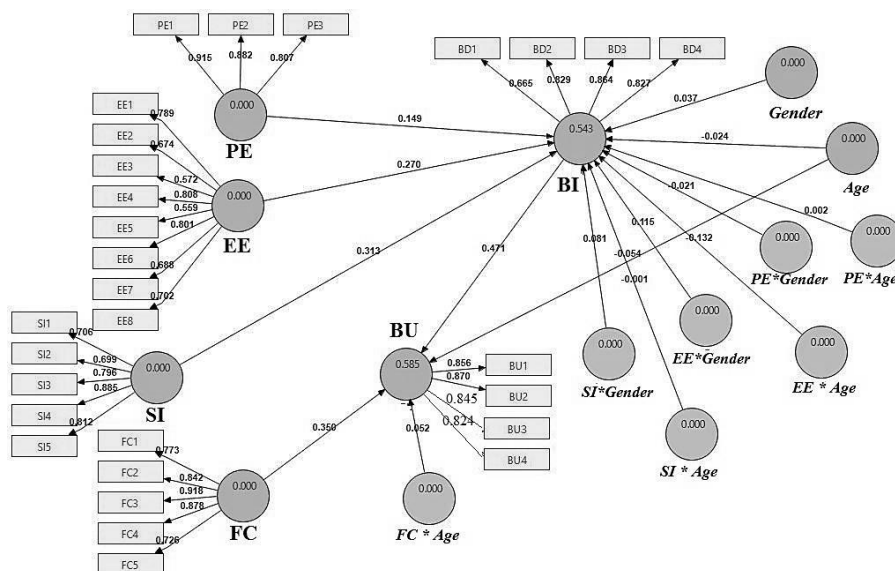 PE1
PE2
PE3
0.915
0.882
0.807
0.000
PE
BD1
BD2
BD3
BD4
0.665
0.829
0.864
0.827
0.543
BI
0.000
Gender
0.037
0.149
EE1
EE2
EE3
EE4
EE5
EE6
EE7
EE8
0.789
0.674
0.572
0.808
0.559
0.801
0.688
0.702
0.000
EE
0.270
-0.024
0.000
Age
-0.021
0.002
0.000
PE*Gender
0.000
PE*Age
0.313
0.471
0.081
0.115
-0.132
-0.054
-0.001
SI1
SI2
SI3
SI4
SI5
0.706
0.699
0.796
0.885
0.812
0.000
SI
BU
0.585
0.856
0.870
0.845
0.824
BU1
BU2
BU3
BU4
0.000
SI*Gender
0.000
EE*Gender
0.000
EE * Age
0.000
SI * Age
FC1
FC2
FC3
FC4
FC5
0.773
0.842
0.918
0.878
0.726
0.000
FC
0.350
0.052
0.000
FC * Age